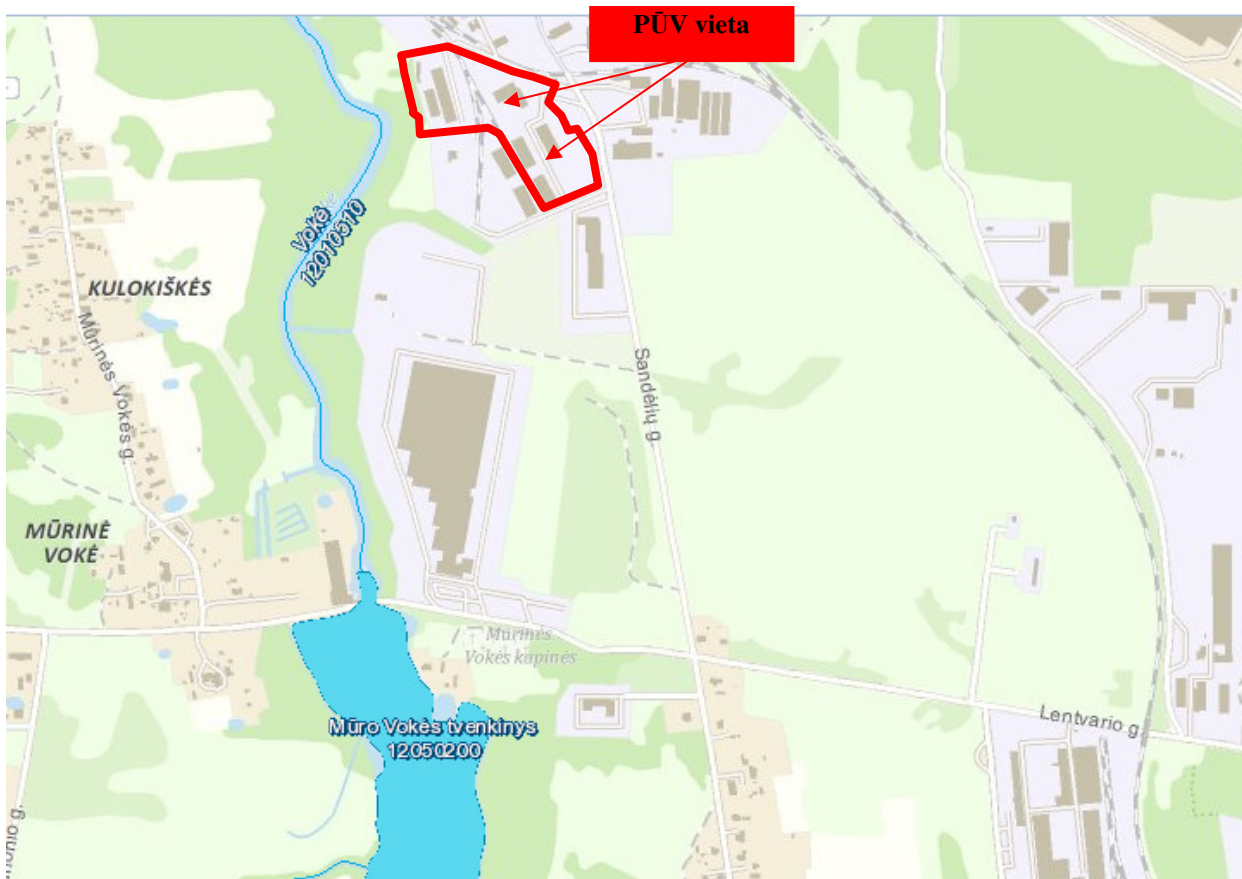 PŪV vieta
Vokė
12010510
KULOKIŠKĖS
Mūrinės Vokės g.
Sandėlių g.
MŪRINĖ
VOKĖ
Mūrinės
Vokės kapinės
Mūro Vokės tvenkinys
12050200
Lentvario g.